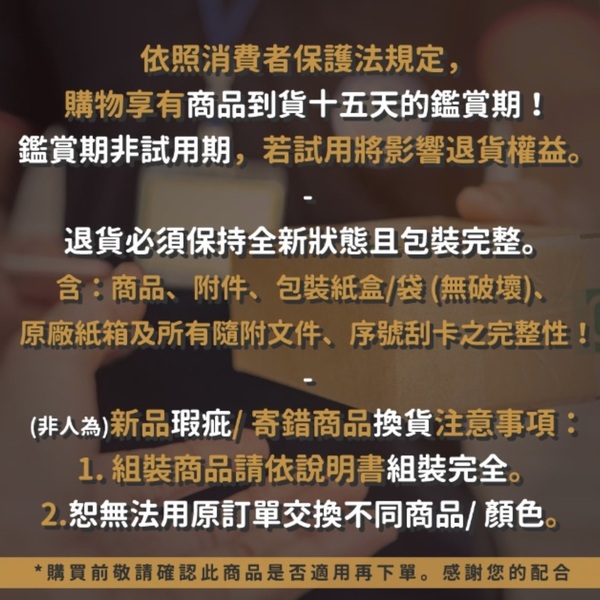 依照消費者保護法規定，
購物享有商品到貨十五天的鑑賞期！
鑑賞期非試用期，若試用將影響退貨權益。
-
退貨必須保持全新狀態且包裝完整。
含：商品、附件、包裝紙盒/袋 (無破壞)、
原廠紙箱及所有隨附文件、序號刮卡之完整性！
-
(非人為)新品瑕疵/ 寄錯商品換貨注意事項：
1. 組裝商品請依說明書組裝完全。
2.恕無法用原訂單交換不同商品/ 顏色。
*購買前敬請確認此商品是否適用再下單。感謝您的配合